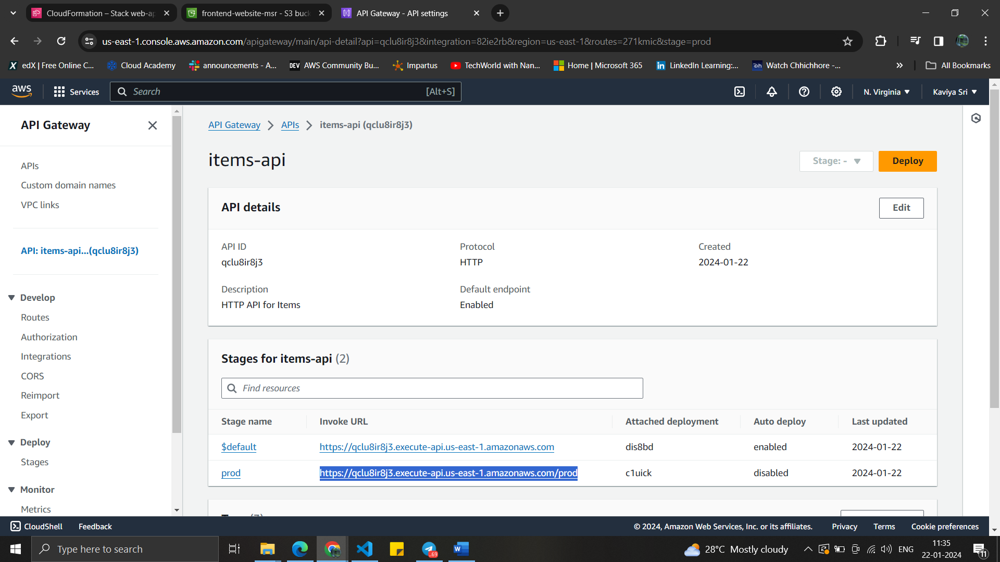 CloudFormation – Stack web-ap
frontend-website-msr - S3 buck
API Gateway - API settings
us-east-1.console.aws.amazon.com/apigateway/main/api-detail?api=qclu8ir8j3&integration=82ie2rb&region=us-east-1&routes=271kmic&stage=prod
edX | Free Online C...
Cloud Academy
announcements - A...
DEV AWS Community Bu...
Impartus
TechWorld with Nan...
Home | Microsoft 365
LinkedIn Learning:...
Watch Chhichhore -...
All Bookmarks
aws
Services
Search
[Alt+S]
N. Virginia
Kaviya Sri
API Gateway
APIs
Custom domain names
VPC links
API: items-api...(qclu8ir8j3)
Develop
Routes
Authorization
Integrations
CORS
Reimport
Export
Deploy
Stages
Monitor
Metrics
API Gateway
APIs
items-api (qclu8ir8j3)
items-api
Stage: -
Deploy
API details
Edit
API ID
qclu8ir8j3
Protocol
HTTP
Created
2024-01-22
Description
HTTP API for Items
Default endpoint
Enabled
Stages for items-api (2)
Find resources
Stage name Invoke URL Attached deployment Auto deploy Last updated
$default https://qclu8ir8j3.execute-api.us-east-1.amazonaws.com dis8bd enabled 2024-01-22
prod https://qclu8ir8j3.execute-api.us-east-1.amazonaws.com/prod c1uick disabled 2024-01-22
CloudShell
Feedback
© 2024, Amazon Web Services, Inc. or its affiliates.
Privacy
Terms
Cookie preferences
Type here to search
28°C Mostly cloudy
ENG
11:35
22-01-2024
11